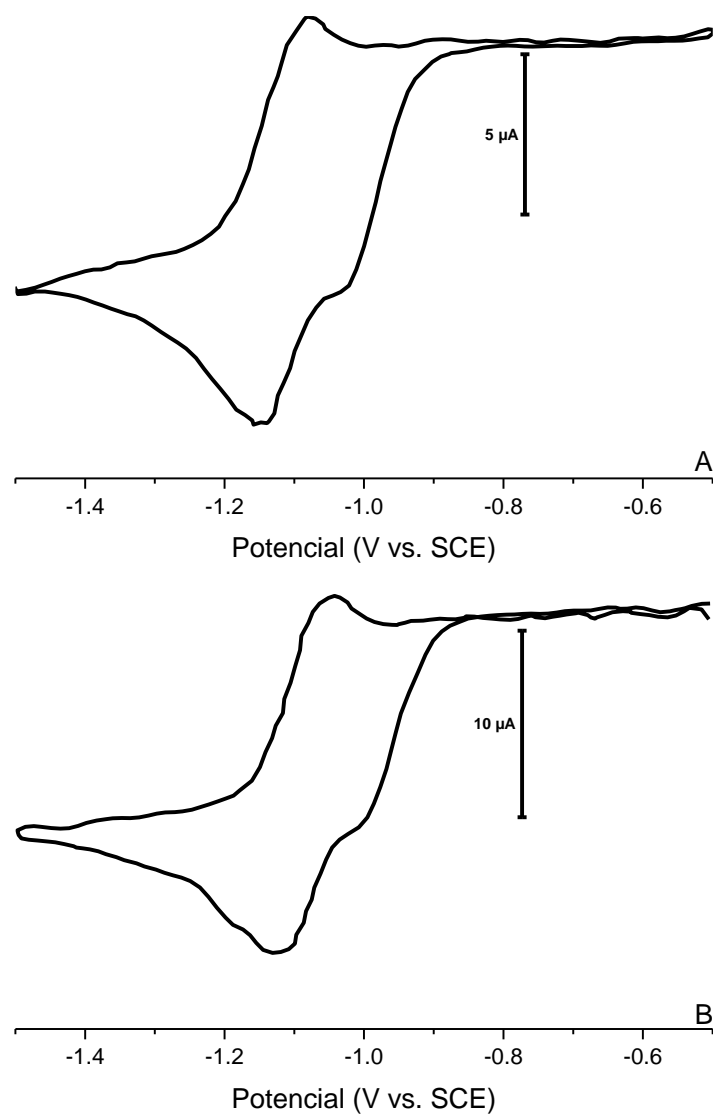 5 µA
A
-1.4 -1.2 -1.0 -0.8 -0.6
Potencial (V vs. SCE)
10 µA
B
-1.4 -1.2 -1.0 -0.8 -0.6
Potencial (V vs. SCE)